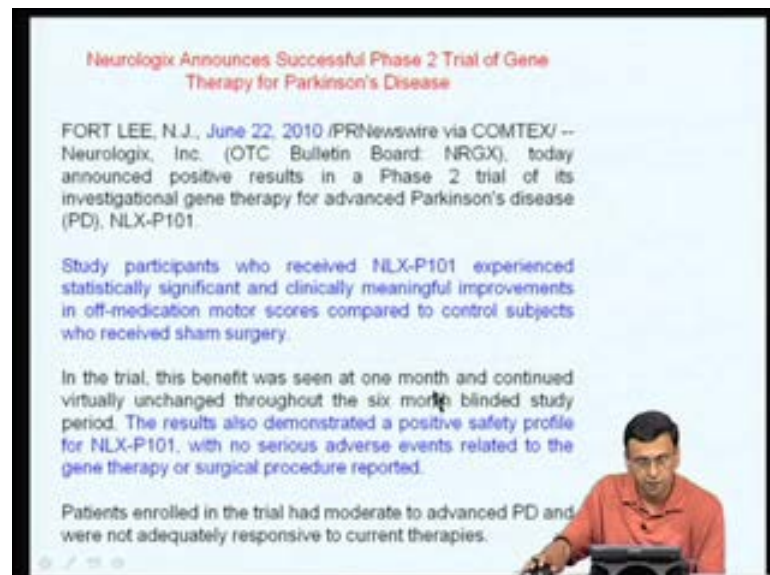 Neurologix Announces Successful Phase 2 Trial of Gene
Therapy for Parkinson's Disease
FORT LEE, N.J., June 22, 2010 /PRNewswire via COMTEX/ --
Neurologix, Inc. (OTC Bulletin Board: NRGX), today
announced positive results in a Phase 2 trial of its
investigational gene therapy for advanced Parkinson's disease
(PD), NLX-P101.
Study participants who received NLX-P101 experienced
statistically significant and clinically meaningful improvements
in off-medication motor scores compared to control subjects
who received sham surgery.
In the trial, this benefit was seen at one month and continued
virtually unchanged throughout the six month blinded study
period. The results also demonstrated a positive safety profile
for NLX-P101, with no serious adverse events related to the
gene therapy or surgical procedure reported.
Patients enrolled in the trial had moderate to advanced PD and
were not adequately responsive to current therapies.